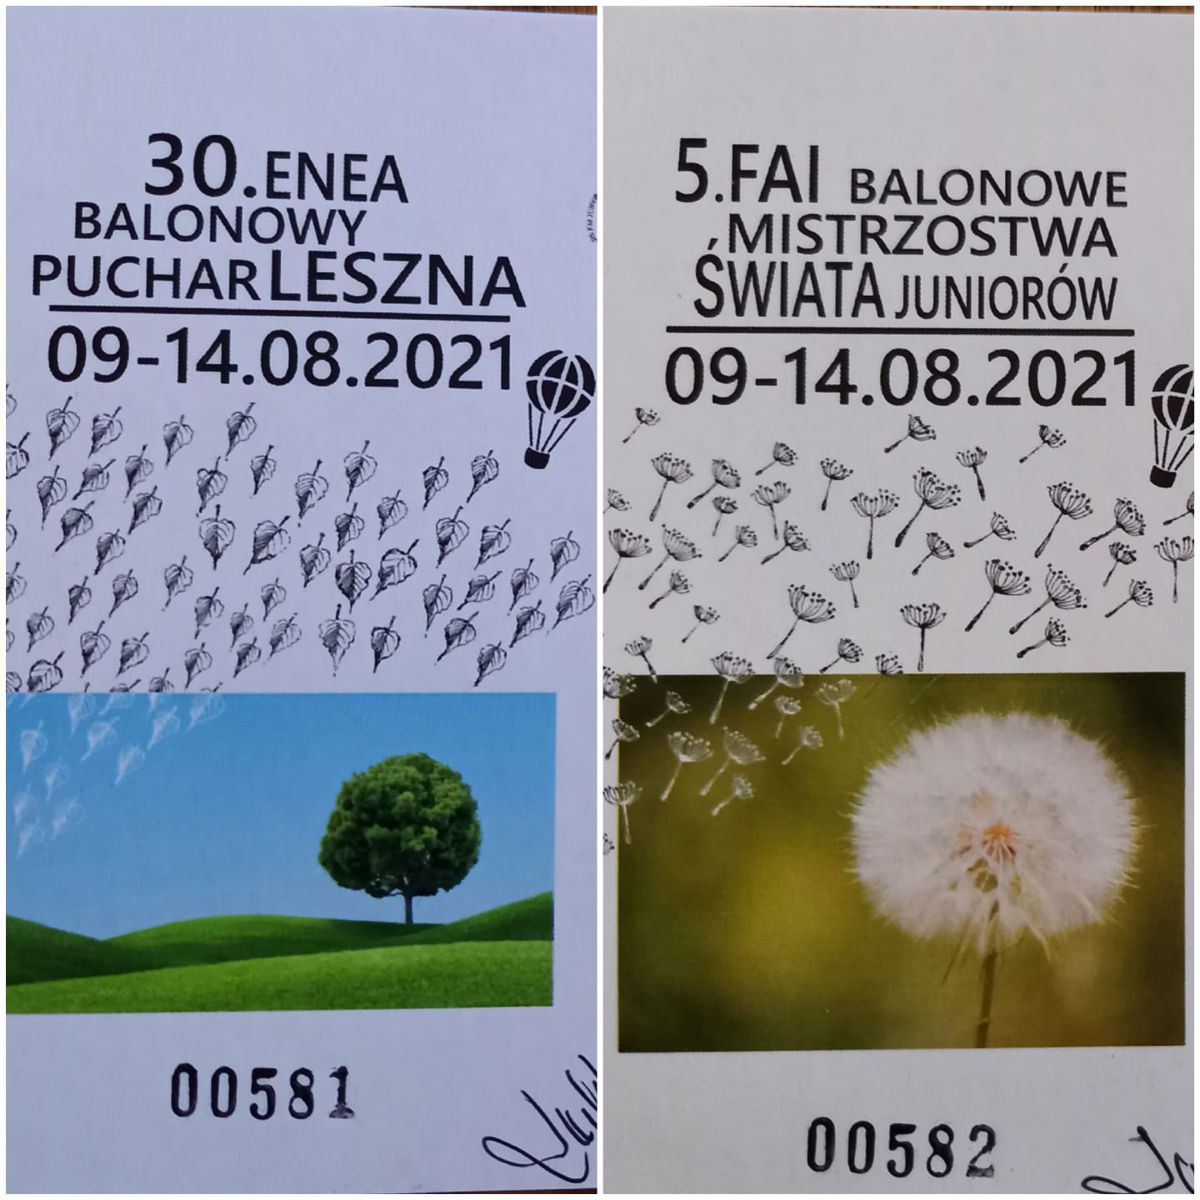 30. ENEA
BALONOWY
PUCHAR LESZNA
09-14.08.2021
00581
5. FAI BALONOWE
MISTRZOSTWA
ŚWIATA JUNIORÓW
09-14.08.2021
00582